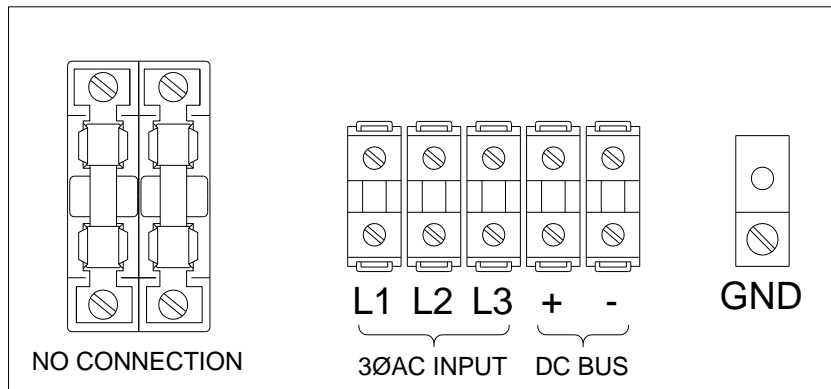 L1 L2 L3 + -
GND
NO CONNECTION
3ØAC INPUT
DC BUS